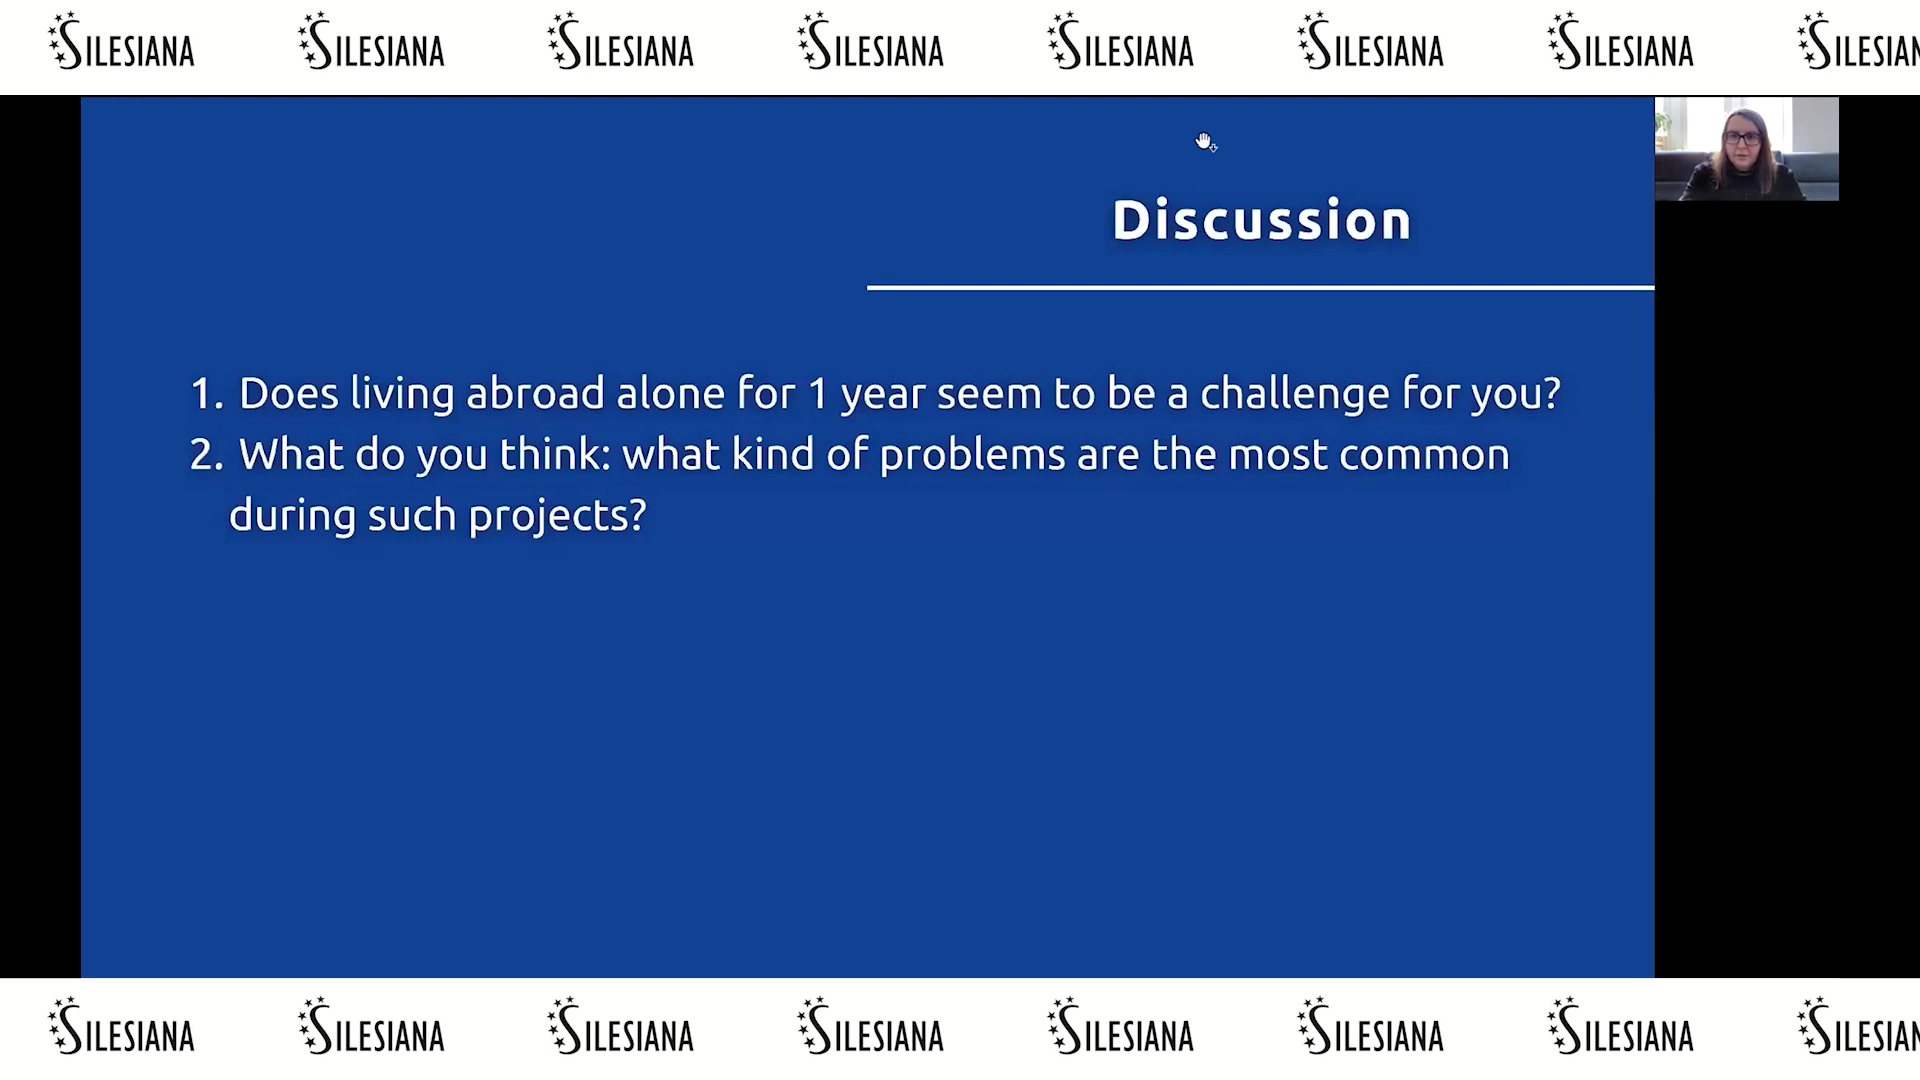 SILESIANA SILESIANA SILESIANA SILESIANA SILESIANA SILESIANA SILESIANA SILESIAN
Discussion
1. Does living abroad alone for 1 year seem to be a challenge for you?
2. What do you think: what kind of problems are the most common
during such projects?
SILESIANA SILESIANA SILESIANA SILESIANA SILESIANA SILESIANA SILESIANA SILESIAN